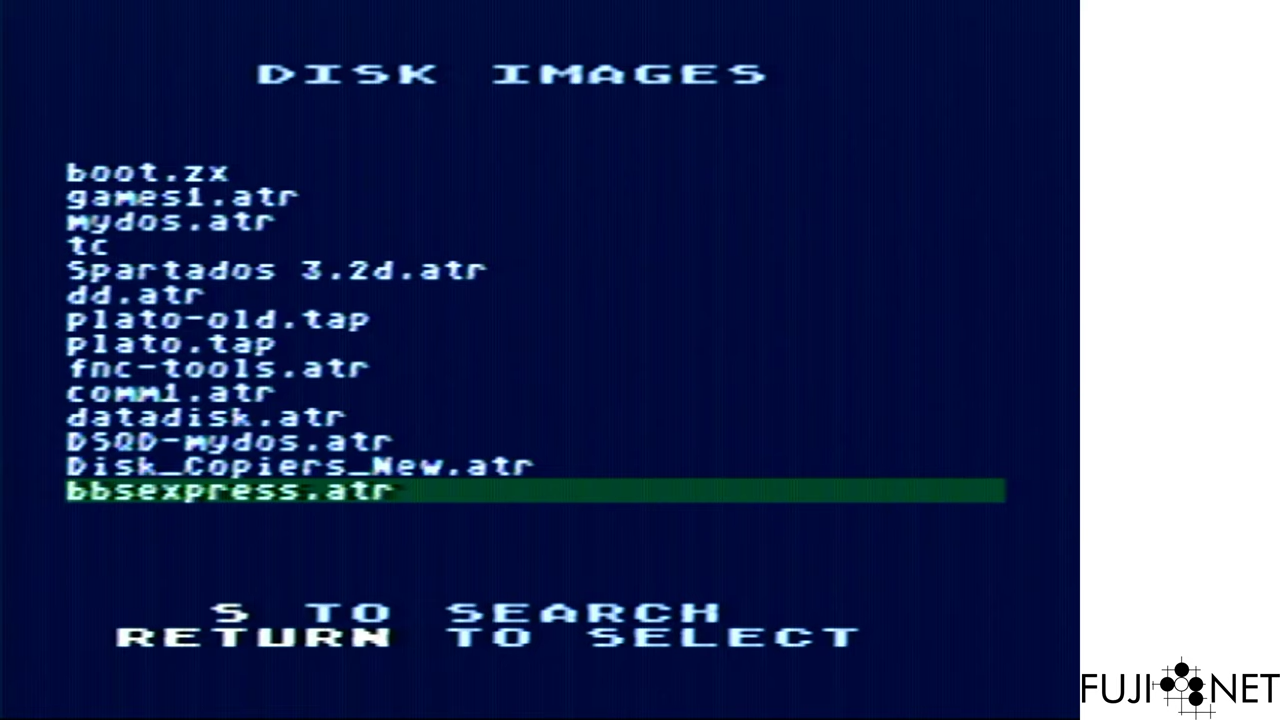 DISK IMAGES
boot.zx
games1.atr
mydos.atr
tc
Spartados 3.2d.atr
dd.atr
plato-old.tap
plato.tap
fnc-tools.atr
comm1.atr
datadisk.atr
DSQD-mydos.atr
Disk_Copiers_New.atr
bbsexpress.atr
S TO SEARCH
RETURN TO SELECT
FUJINET